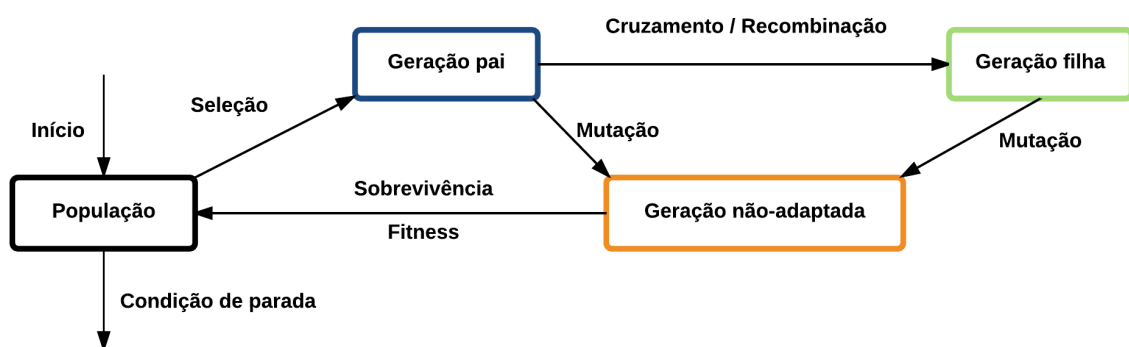 Cruzamento / Recombinação
Geração pai
Geração filha
Seleção
Início
Mutação
Mutação
Sobrevivência
População
Geração não-adaptada
Fitness
Condição de parada